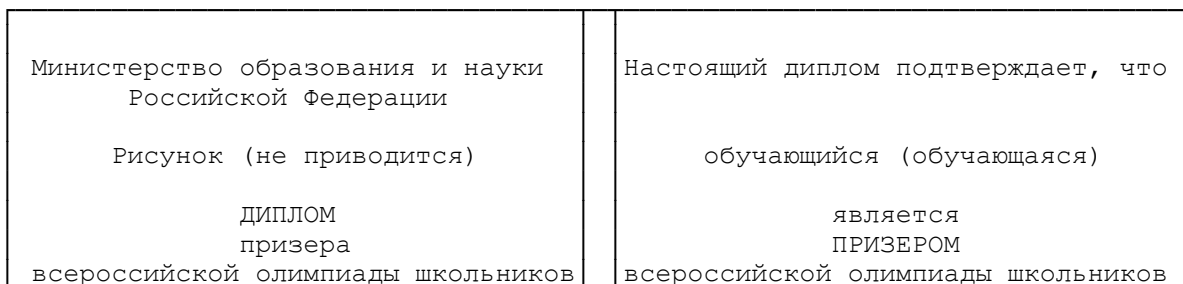 Министерство образования и науки
Российской Федерации
Рисунок (не приводится)
ДИПЛОМ
призера
всероссийской олимпиады школьников
Настоящий диплом подтверждает, что
обучающийся (обучающаяся)
является
ПРИЗЕРОМ
всероссийской олимпиады школьников